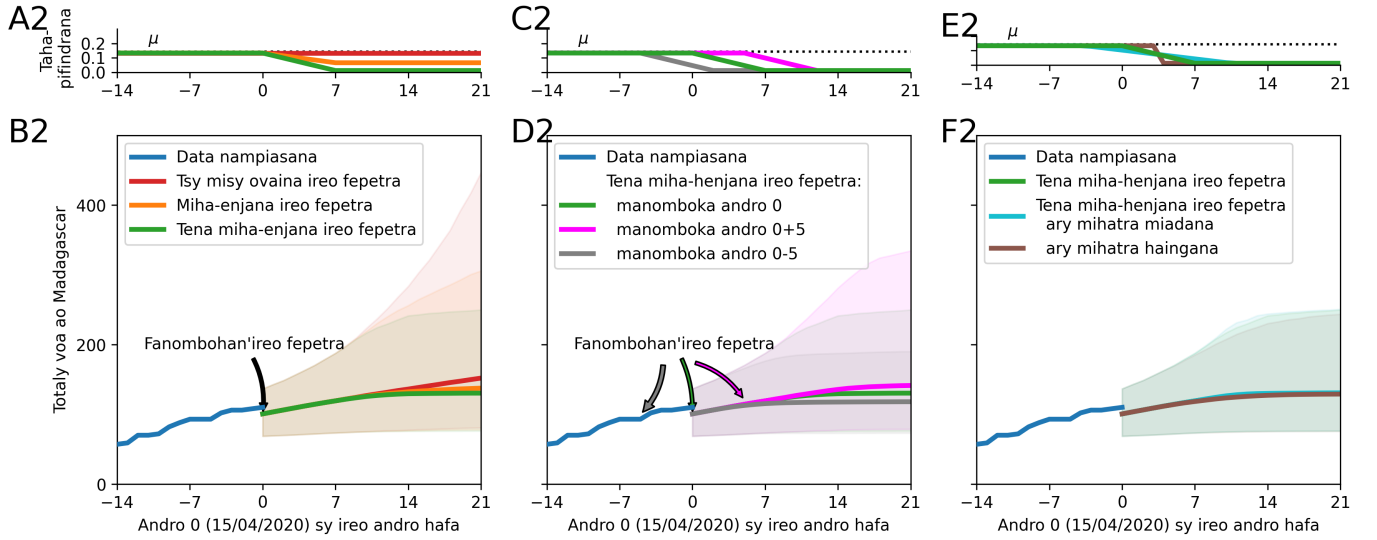 A2
Taha-
pifindrana
0.2
0.1
0.0
μ
−14 −7 0 7 14 21
C2
μ
−14 −7 0 7 14 21
E2
μ
−14 −7 0 7 14 21
B2
Totaly voa ao Madagascar
400
200
0
Data nampiasana
Tsy misy ovaina ireo fepetra
Miha-enjana ireo fepetra
Tena miha-enjana ireo fepetra
Fanombohan'ireo fepetra
−14 −7 0 7 14 21
Andro 0 (15/04/2020) sy ireo andro hafa
D2
Data nampiasana
Tena miha-henjana ireo fepetra:
manomboka andro 0
manomboka andro 0+5
manomboka andro 0-5
Fanombohan'ireo fepetra
−14 −7 0 7 14 21
Andro 0 (15/04/2020) sy ireo andro hafa
F2
Data nampiasana
Tena miha-henjana ireo fepetra
Tena miha-henjana ireo fepetra
ary mihatra miadana
ary mihatra haingana
−14 −7 0 7 14 21
Andro 0 (15/04/2020) sy ireo andro hafa